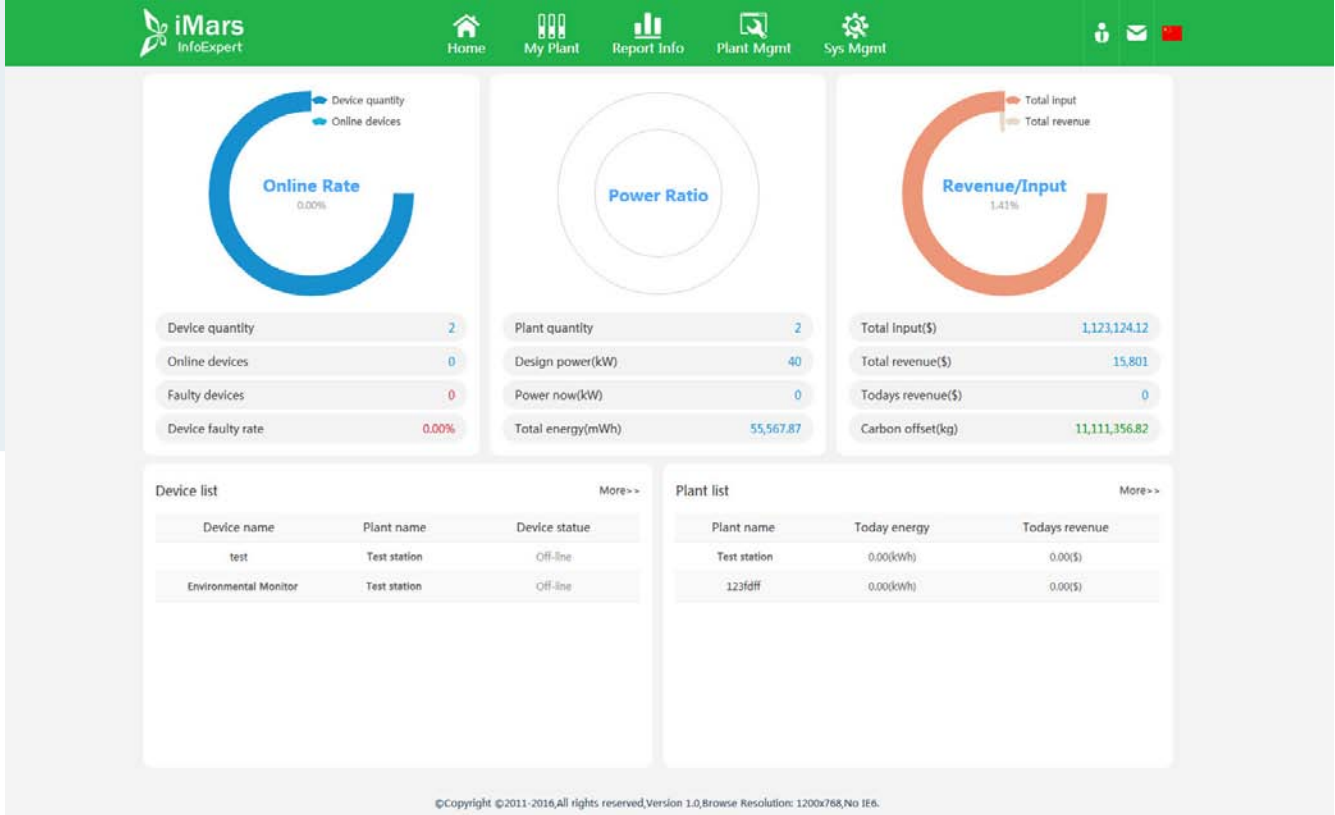 iMars
InfoExpert
Home
My Plant
Report Info
Plant Mgmt
Sys Mgmt
Device quantity
Online devices
Online Rate
0.00%
Power Ratio
Total input
Total revenue
Revenue/Input
1.41%
Device quantity 2
Online devices 0
Faulty devices 0
Device faulty rate 0.00%
Plant quantity 2
Design power(kW) 40
Power now(kW) 0
Total energy(mWh) 55,567.87
Total input($) 1,123,124.12
Total revenue($) 15,801
Todays revenue($) 0
Carbon offset(kg) 11,111,356.82
Device list More>>
Device name Plant name Device statue
test Test station Off-line
Environmental Monitor Test station Off-line
Plant list More>>
Plant name Today energy Todays revenue
Test station 0.00(kWh) 0.00($)
123fdff 0.00(kWh) 0.00($)
©Copyright ©2011-2016,All rights reserved,Version 1.0,Browse Resolution: 1200x768,No IE6.